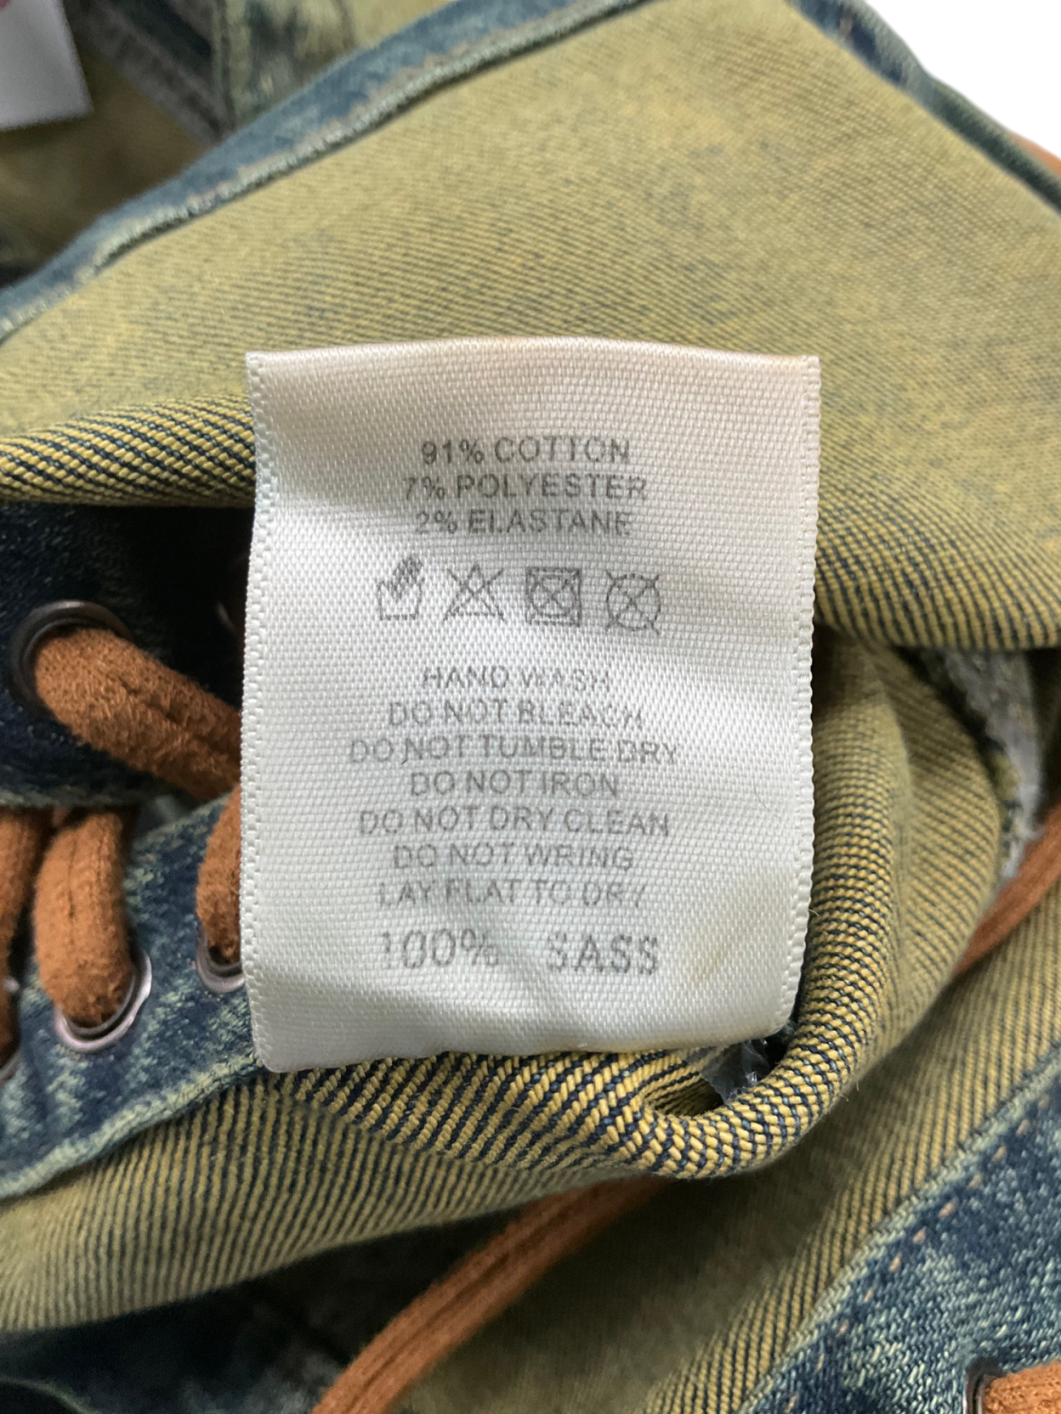 91% COTTON
7% POLYESTER
2% ELASTANE
HAND WASH
DO NOT BLEACH
DO NOT TUMBLE DRY
DO NOT IRON
DO NOT DRY CLEAN
DO NOT WRING
LAY FLAT TO DRY
100% SASS